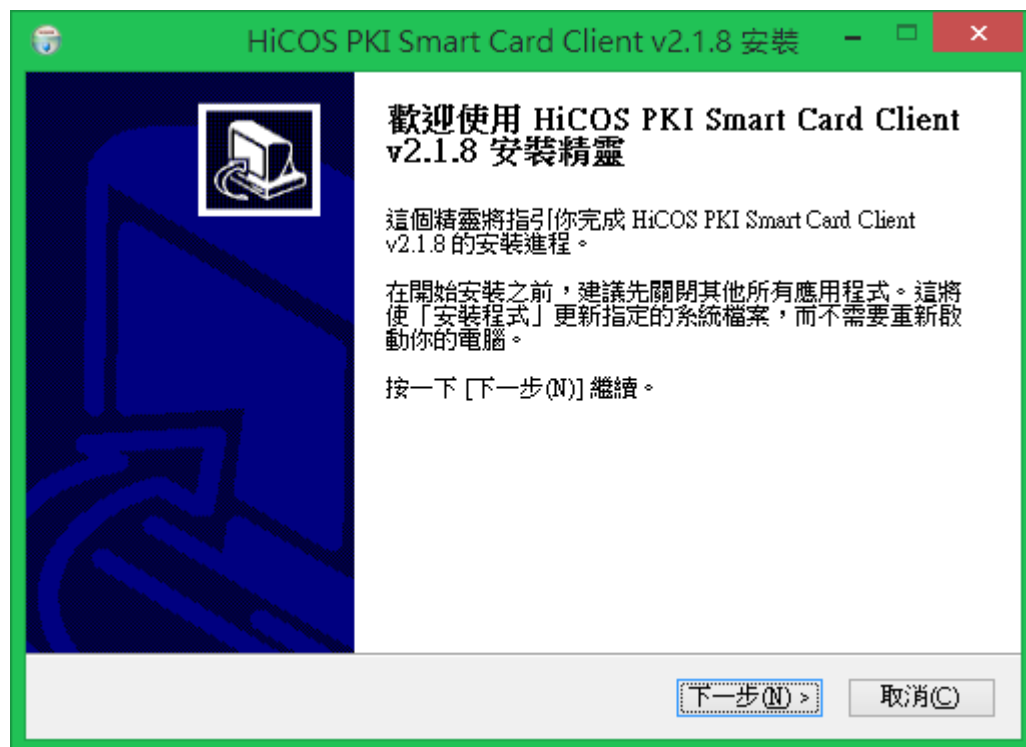 HiCOS PKI Smart Card Client v2.1.8 安裝
歡迎使用 HiCOS PKI Smart Card Client
v2.1.8 安裝精靈
這個精靈將指引你完成 HiCOS PKI Smart Card Client
v2.1.8 的安裝進程。
在開始安裝之前，建議先關閉其他所有應用程式。這將
使「安裝程式」更新指定的系統檔案，而不需要重新啟
動你的電腦。
按一下 [下一步(N)] 繼續。
下一步(N) >
取消(C)